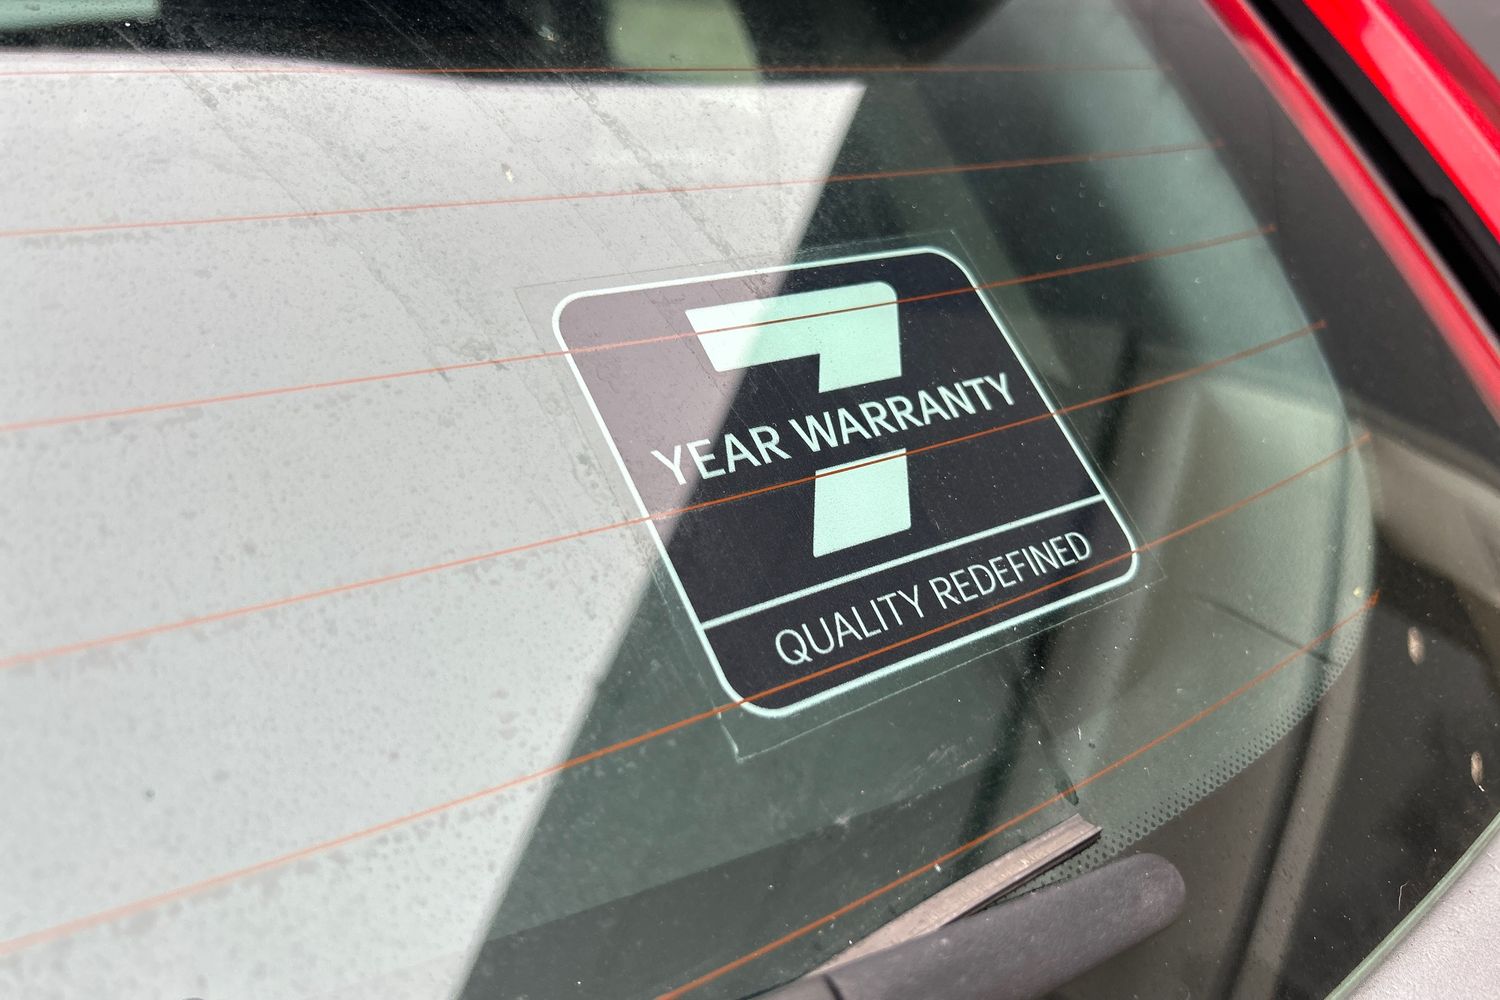 7
YEAR WARRANTY
QUALITY REDEFINED